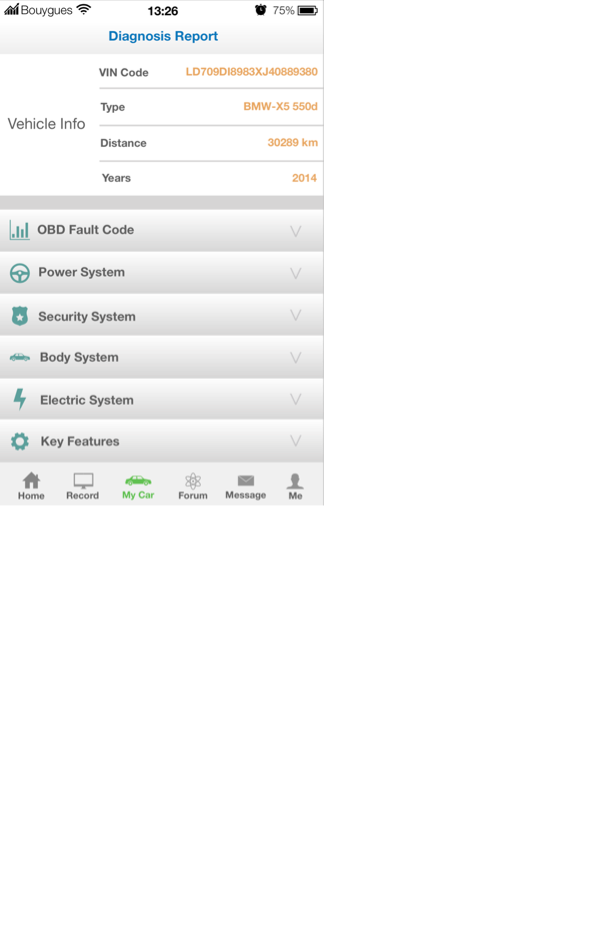 Bouygues 13:26 75%
Diagnosis Report
VIN Code LD709DI8983XJ40889380
Type BMW-X5 550d
Vehicle Info
Distance 30289 km
Years 2014
OBD Fault Code
Power System
Security System
Body System
Electric System
Key Features
Home Record My Car Forum Message Me